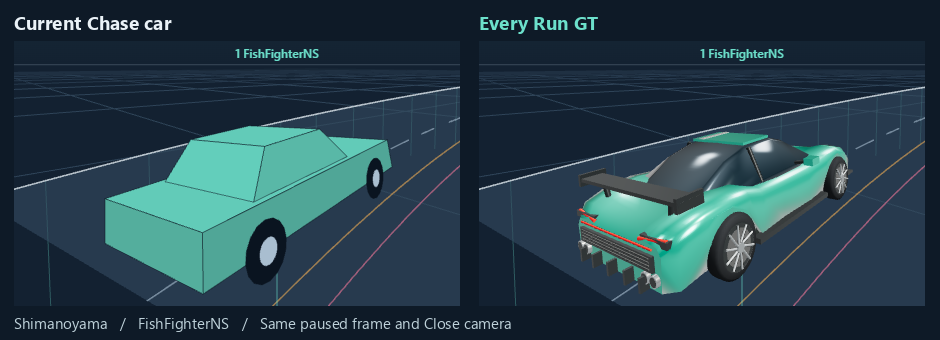 Current Chase car
Every Run GT
1 FishFighterNS
1 FishFighterNS
Shimanoyama / FishFighterNS / Same paused frame and Close camera